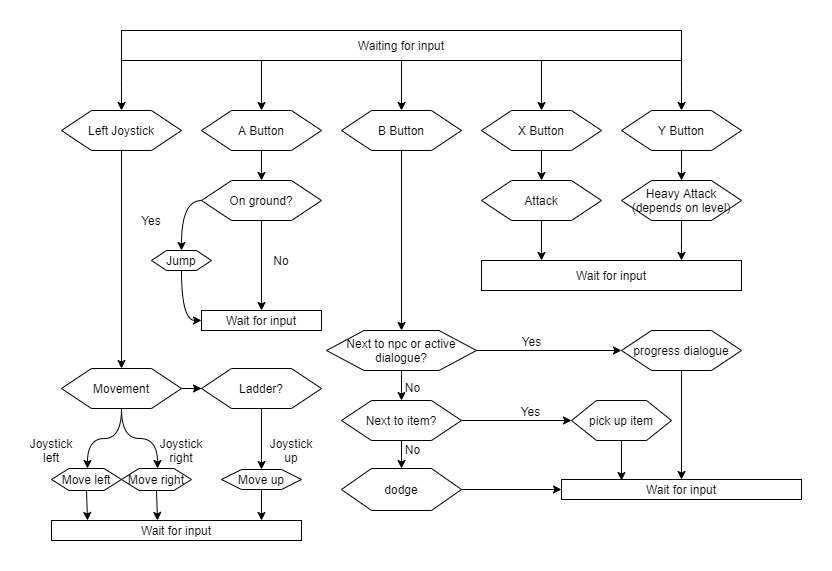 Waiting for input
Left Joystick
A Button
B Button
X Button
Y Button
On ground?
Attack
Heavy Attack
(depends on level)
Yes
Jump
No
Wait for input
Wait for input
Next to npc or active
dialogue?
Yes
progress dialogue
Movement
Ladder?
No
Next to item?
Yes
pick up item
Joystick
left
Joystick
right
Joystick
up
No
Move left
Move right
Move up
dodge
Wait for input
Wait for input